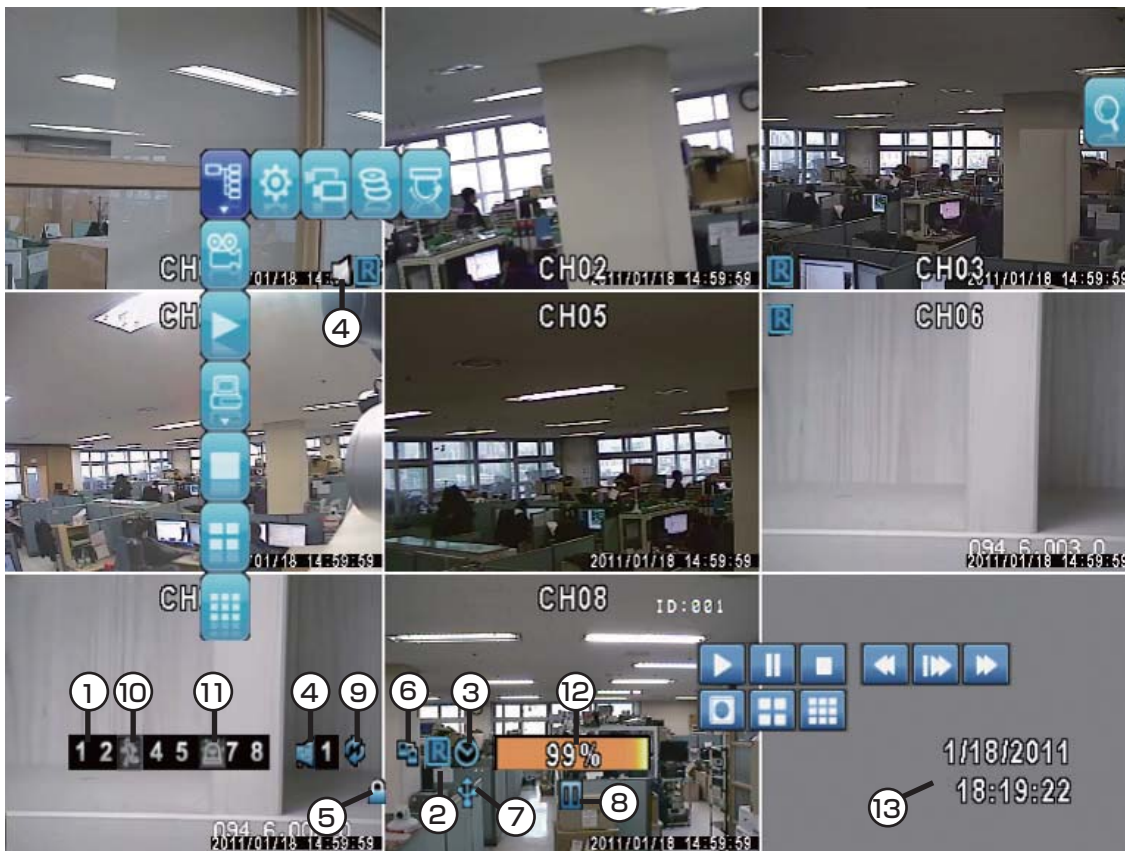 CH
/01/18 14:59:59
R
④
CH02
2011/01/18 14:59:59
R
CH03
2011/01/18 14:59:59
CH
/01/18 14:59:59
CH05
2011/01/18 14:59:59
R
CH06
094.6.003.0
2011/01/18 14:59:59
CH
① ⑩ ⑪ ④ ⑨
1 2 4 5 7 8 1
⑤
094.6.00
2011/01/18 14:59:59
CH08 ID:001
⑥ ③ ⑫
R 99%
② ⑦ ⑧
2011/01/18 14:59:59
1/18/2011
⑬ 18:19:22